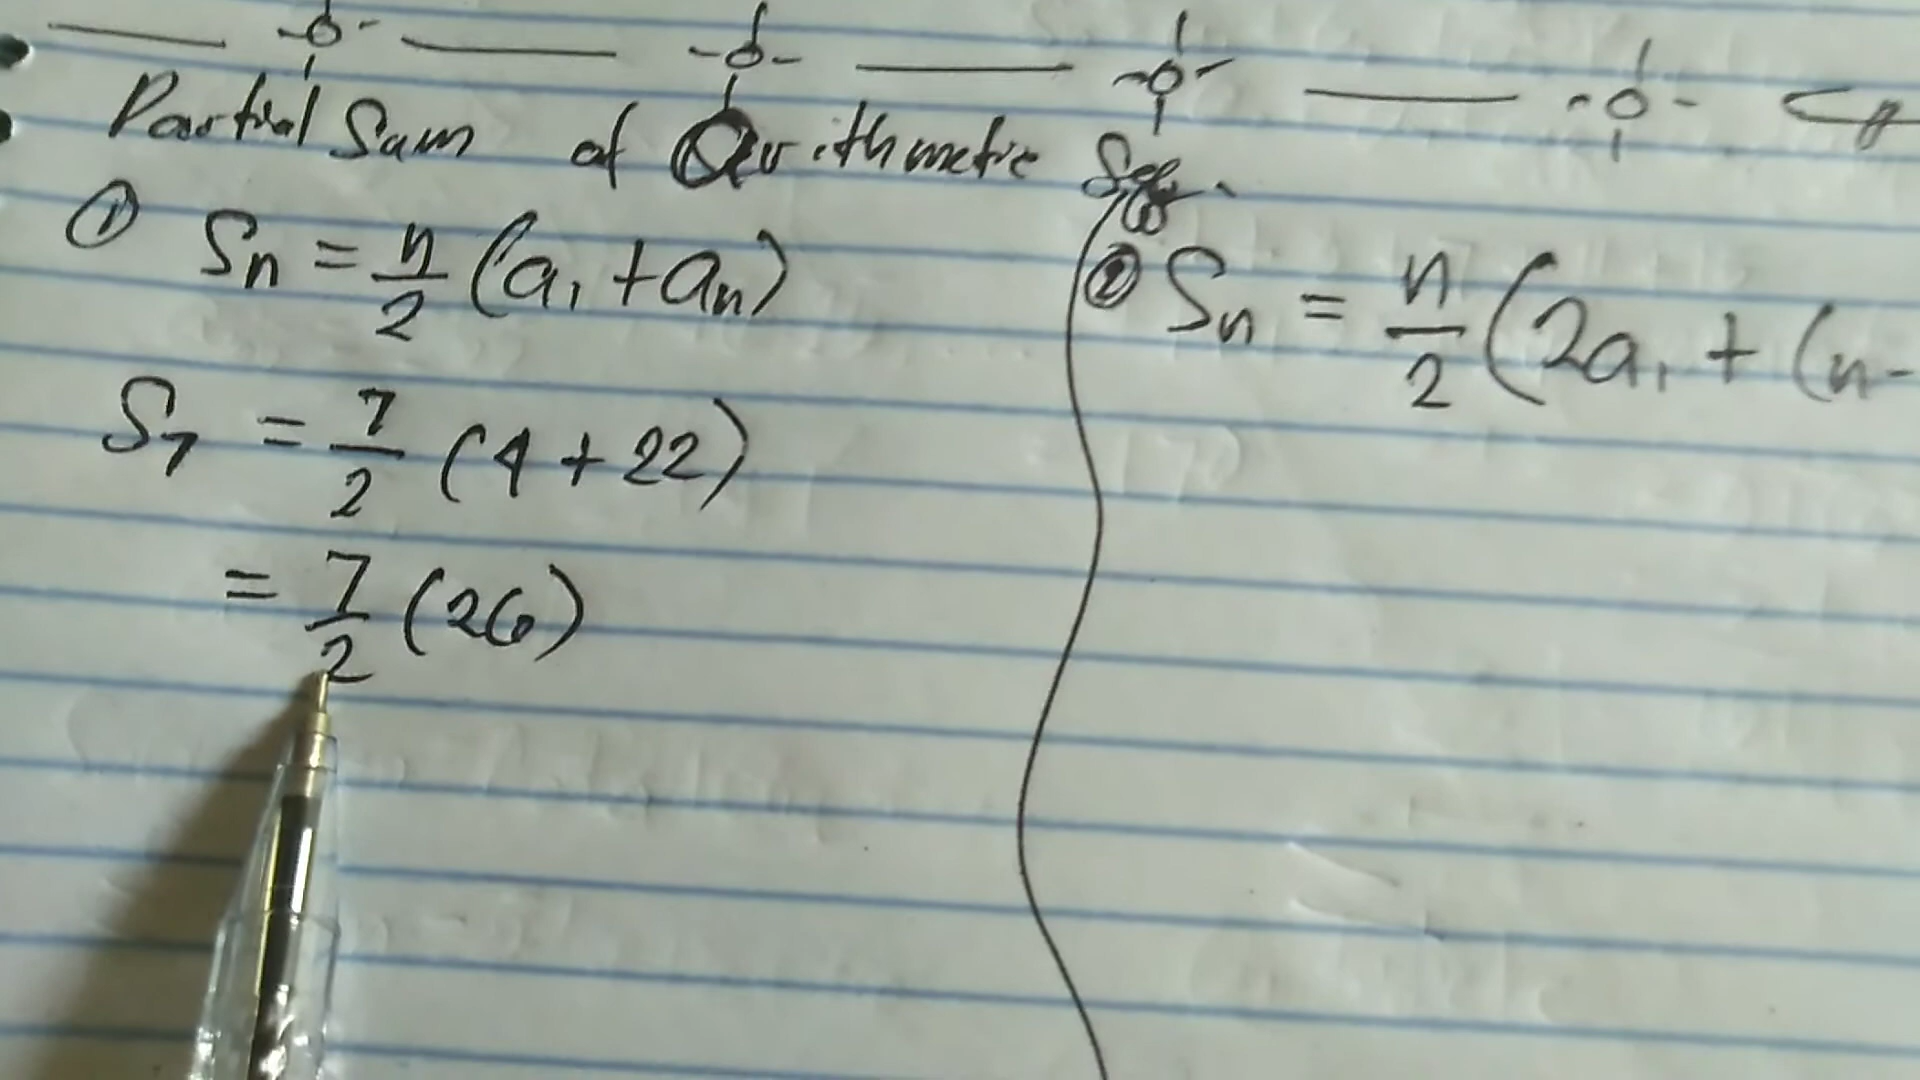 Partial Sum of Arithmetic Seq.
① Sn = n/2 (a₁ + an)
S₇ = 7/2 (4 + 22)
= 7/2 (26)
② Sn = n/2 (2a₁ + (n-